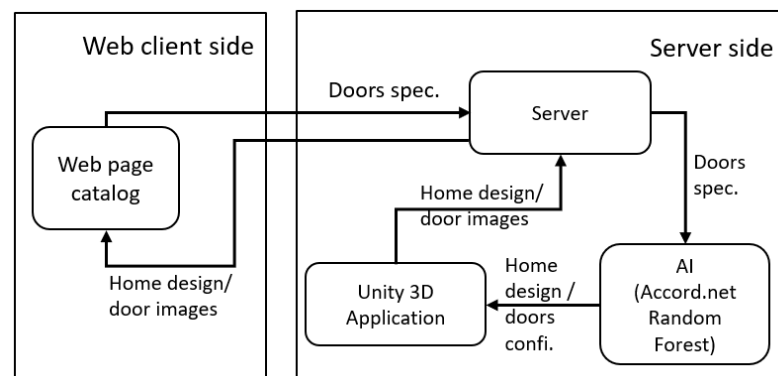 Web client side
Server side
Doors spec.
Server
Web page
catalog
Doors
spec.
Home design/
door images
Home design/
door images
Unity 3D
Application
Home
design /
doors
confi.
AI
(Accord.net
Random
Forest)